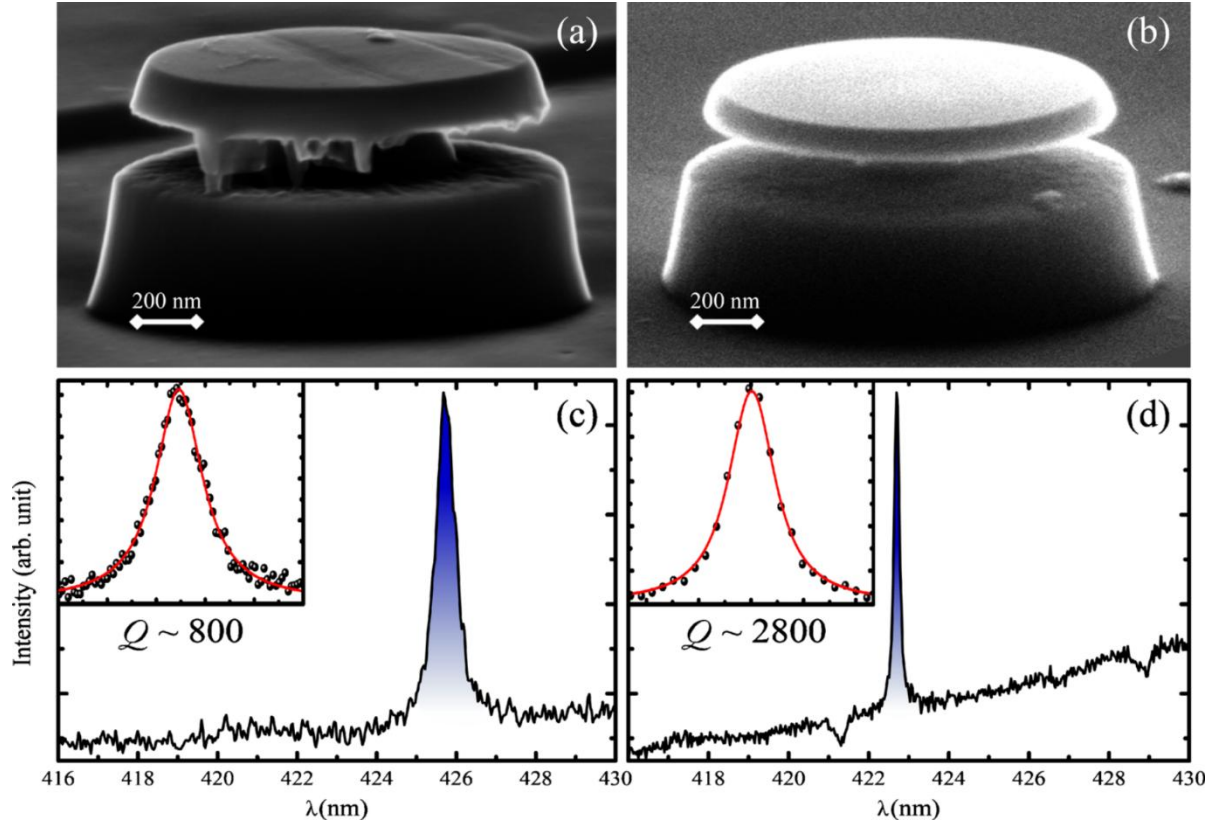 (a)
200 nm
(b)
200 nm
Intensity (arb. unit)
(c)
Q ~ 800
416 418 420 422 424 426 428 430
λ(nm)
(d)
Q ~ 2800
418 420 422 424 426 428 430
λ(nm)